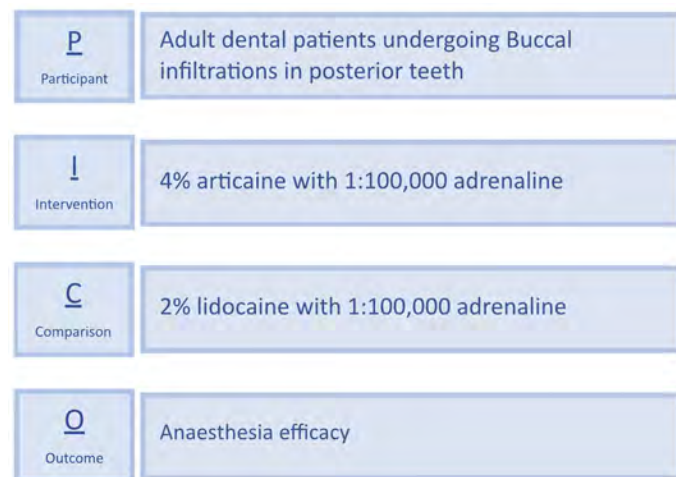 P
Participant
Adult dental patients undergoing Buccal
infiltrations in posterior teeth
I
Intervention
4% articaine with 1:100,000 adrenaline
C
Comparison
2% lidocaine with 1:100,000 adrenaline
O
Outcome
Anaesthesia efficacy